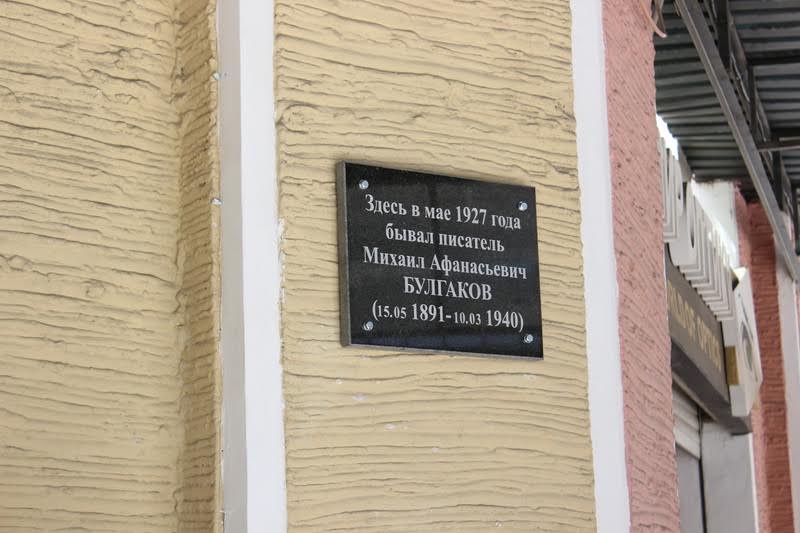 Здесь в мае 1927 года
бывал писатель
Михаил Афанасьевич
БУЛГАКОВ
(15.05 1891- 10.03 1940)